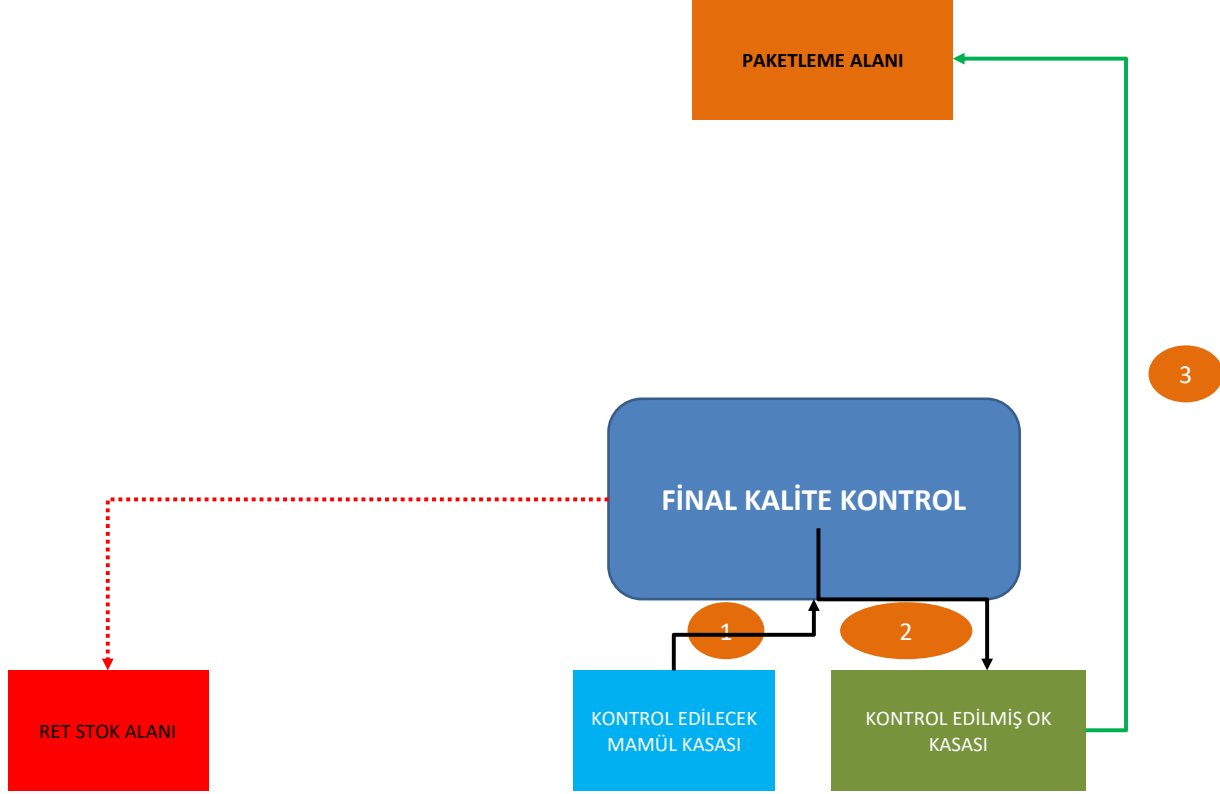 PAKETLEME ALANI
3
FİNAL KALİTE KONTROL
1
2
RET STOK ALANI
KONTROL EDİLECEK
MAMÜL KASASI
KONTROL EDİLMİŞ OK
KASASI